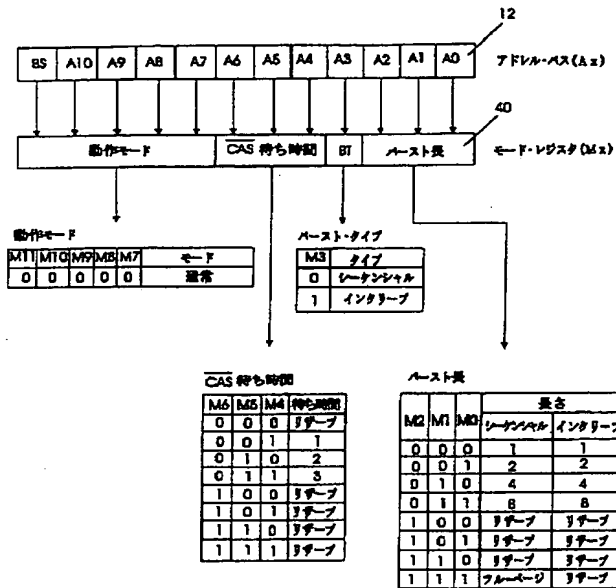 12
BS A10 A9 A8 A7 A6 A5 A4 A3 A2 A1 A0 アドレル・バス(Ax)
40
動作モード CAS 待ち時間 BT バースト長 モード・レジスタ(Mx)
動作モード
M11 M10 M9 M8 M7 モード
0 0 0 0 0 通常
バースト・タイプ
M3 タイプ
0 シーケンシャル
1 インタリーブ
CAS 待ち時間
M6 M5 M4 待ち時間
0 0 0 リザーブ
0 0 1 1
0 1 0 2
0 1 1 3
1 0 0 リザーブ
1 0 1 リザーブ
1 1 0 リザーブ
1 1 1 リザーブ
バースト長
M2 M1 M0 長さ
シーケンシャル インタリーブ
0 0 0 1 1
0 0 1 2 2
0 1 0 4 4
0 1 1 8 8
1 0 0 リザーブ リザーブ
1 0 1 リザーブ リザーブ
1 1 0 リザーブ リザーブ
1 1 1 フルーページ リザーブ